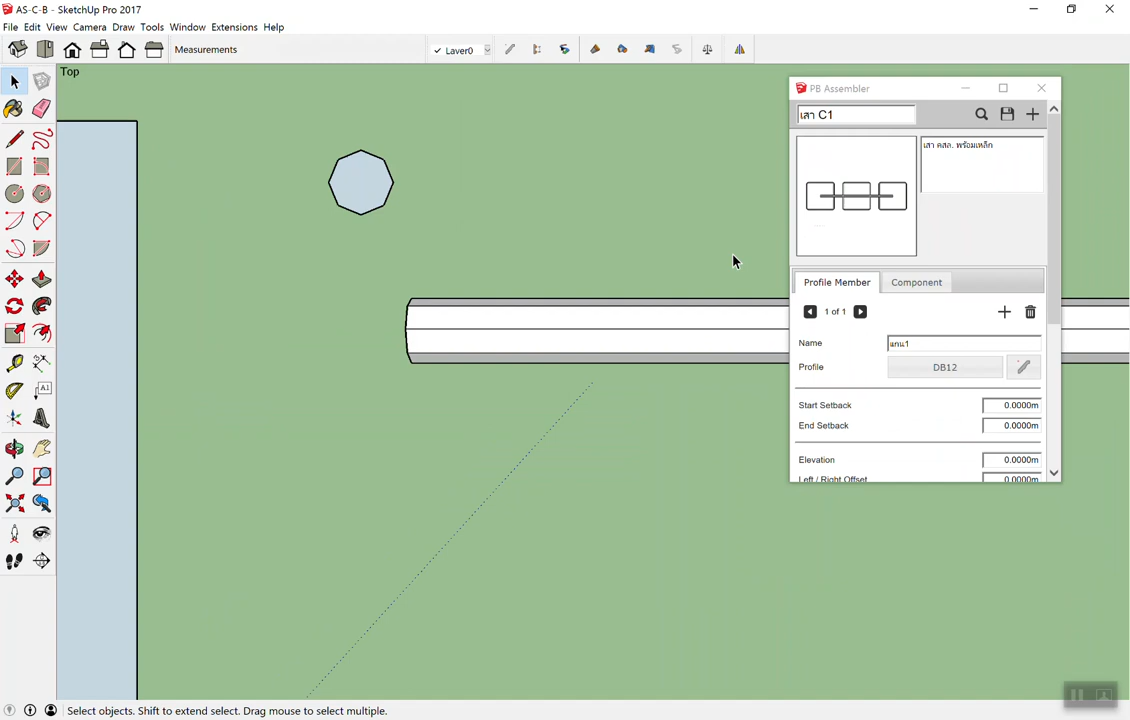 AS-C-B - SketchUp Pro 2017
File Edit View Camera Draw Tools Window Extensions Help
Measurements
Layer0
Top
PB Assembler
เสา C1
เสา คสล. พร้อมเหล็ก
Profile Member Component
1 of 1
Name แกน1
Profile DB12
Start Setback 0.0000m
End Setback 0.0000m
Elevation 0.0000m
Left / Right Offset 0.0000m
A1
Select objects. Shift to extend select. Drag mouse to select multiple.